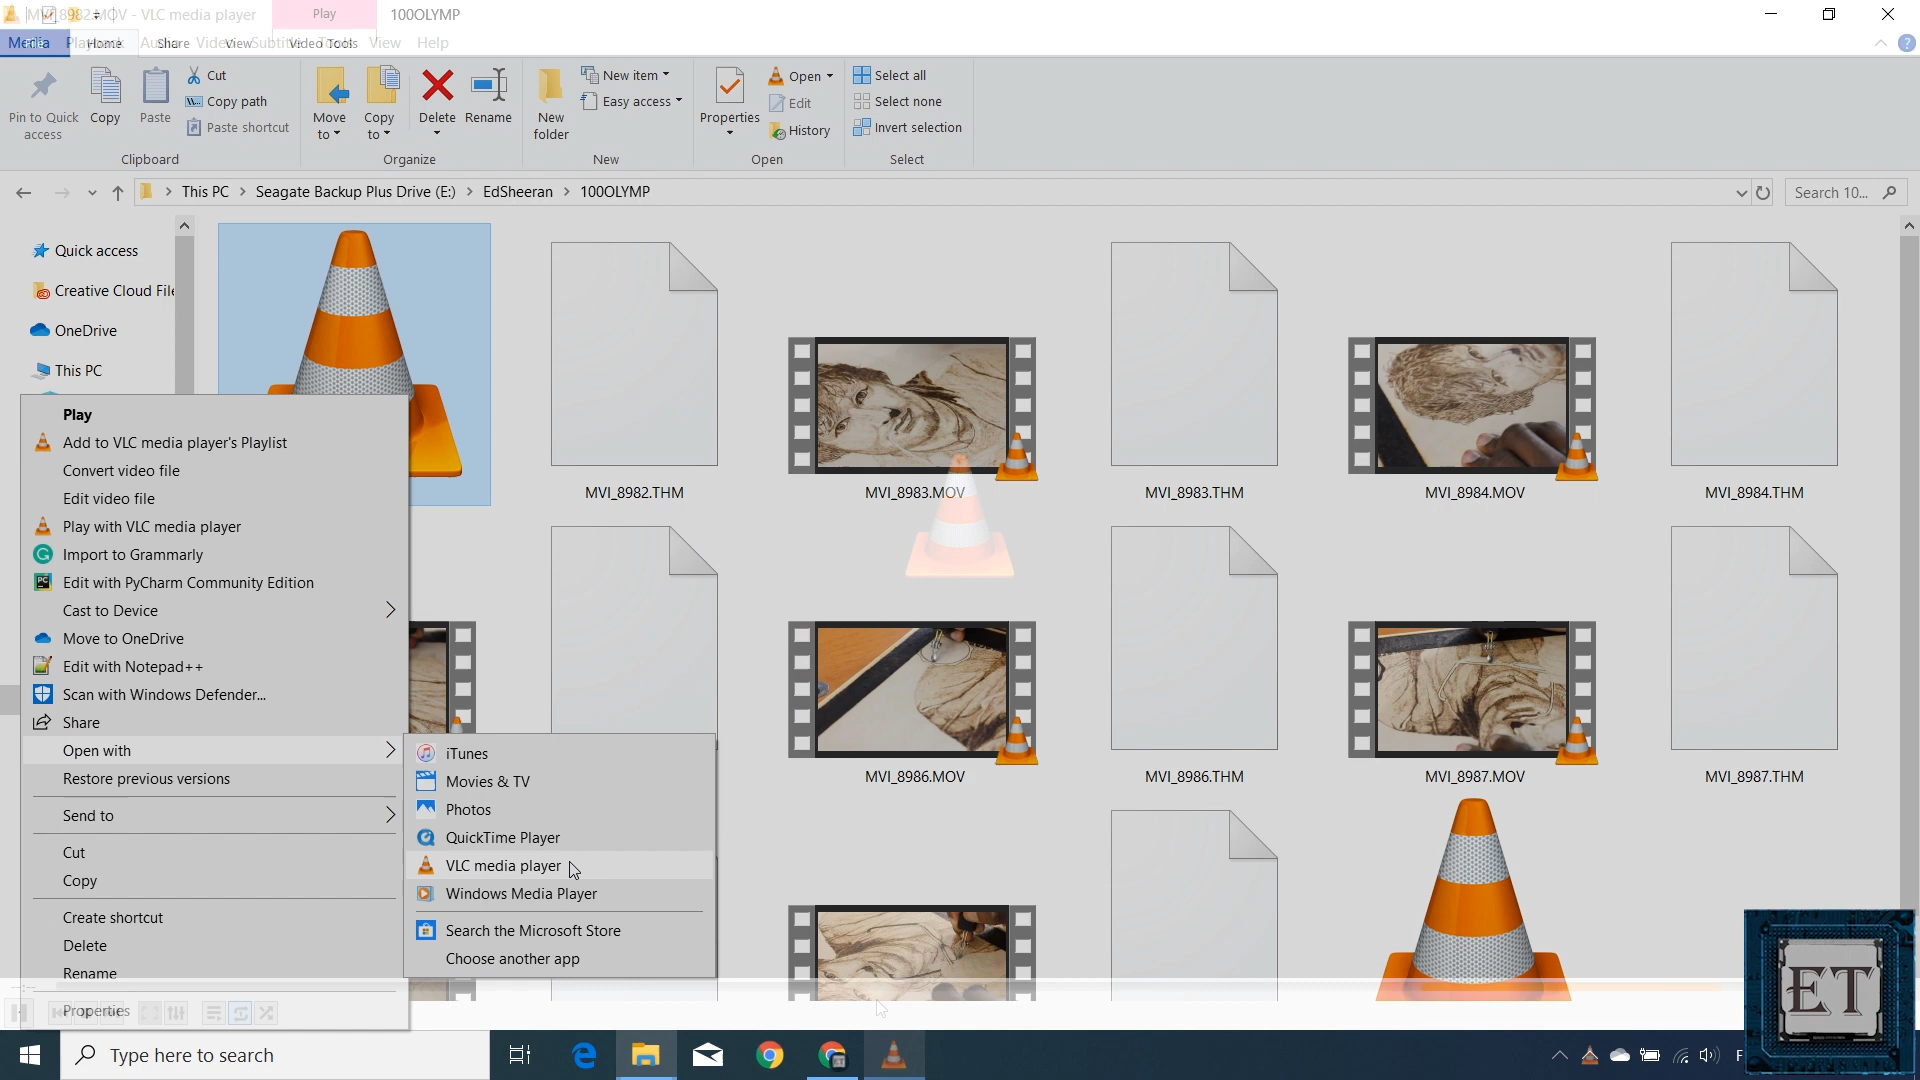 MVI_8982.MOV - VLC media player
Play
100OLYMP
Media Playback Audio Video Subtitle Tools View Help
File Home Share View Video Tools
Pin to Quick access
Copy
Paste
Cut
Copy path
Paste shortcut
Clipboard
Move to
Copy to
Delete
Rename
Organize
New folder
New item
Easy access
New
Properties
Open
Edit
History
Open
Select all
Select none
Invert selection
Select
This PC > Seagate Backup Plus Drive (E:) > EdSheeran > 100OLYMP
Search 10...
Quick access
Creative Cloud File
OneDrive
This PC
MVI_8982.THM
MVI_8983.MOV
MVI_8983.THM
MVI_8984.MOV
MVI_8984.THM
MVI_8986.MOV
MVI_8986.THM
MVI_8987.MOV
MVI_8987.THM
Play
Add to VLC media player's Playlist
Convert video file
Edit video file
Play with VLC media player
Import to Grammarly
Edit with PyCharm Community Edition
Cast to Device
Move to OneDrive
Edit with Notepad++
Scan with Windows Defender...
Share
Open with
Restore previous versions
Send to
Cut
Copy
Create shortcut
Delete
Rename
Properties
iTunes
Movies & TV
Photos
QuickTime Player
VLC media player
Windows Media Player
Search the Microsoft Store
Choose another app
Type here to search
ET